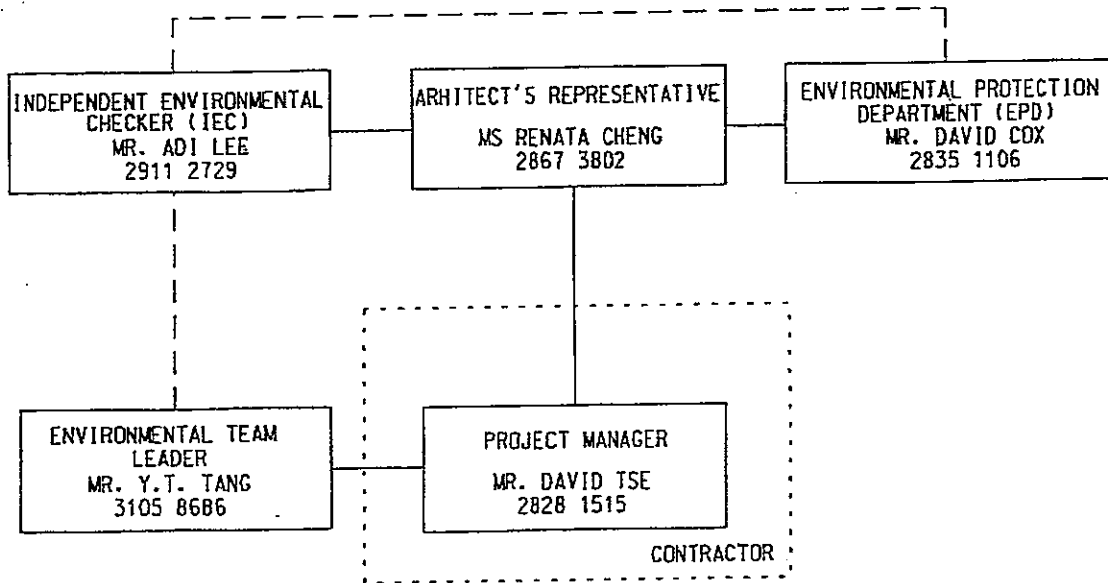 INDEPENDENT ENVIRONMENTAL
CHECKER (IEC)
MR. ADI LEE
2911 2729
ARHITECT'S REPRESENTATIVE
MS RENATA CHENG
2867 3802
ENVIRONMENTAL PROTECTION
DEPARTMENT (EPD)
MR. DAVID COX
2835 1106
ENVIRONMENTAL TEAM
LEADER
MR. Y.T. TANG
3105 8686
PROJECT MANAGER
MR. DAVID TSE
2828 1515
CONTRACTOR